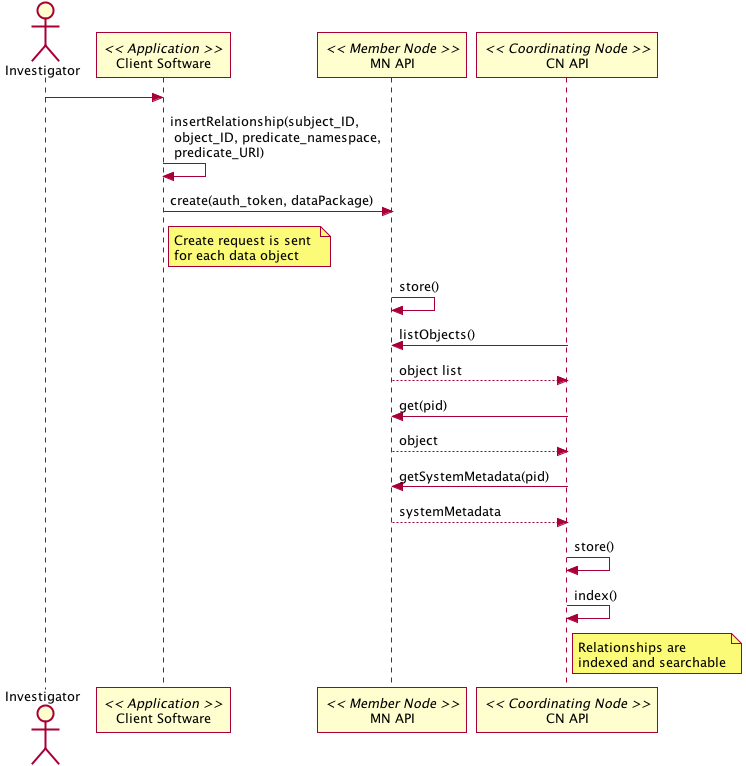 Investigator
<< Application >>
Client Software
<< Member Node >>
MN API
<< Coordinating Node >>
CN API
insertRelationship(subject_ID,
object_ID, predicate_namespace,
predicate_URI)
create(auth_token, dataPackage)
Create request is sent
for each data object
store()
listObjects()
object list
get(pid)
object
getSystemMetadata(pid)
systemMetadata
store()
index()
Relationships are
indexed and searchable
Investigator
<< Application >>
Client Software
<< Member Node >>
MN API
<< Coordinating Node >>
CN API